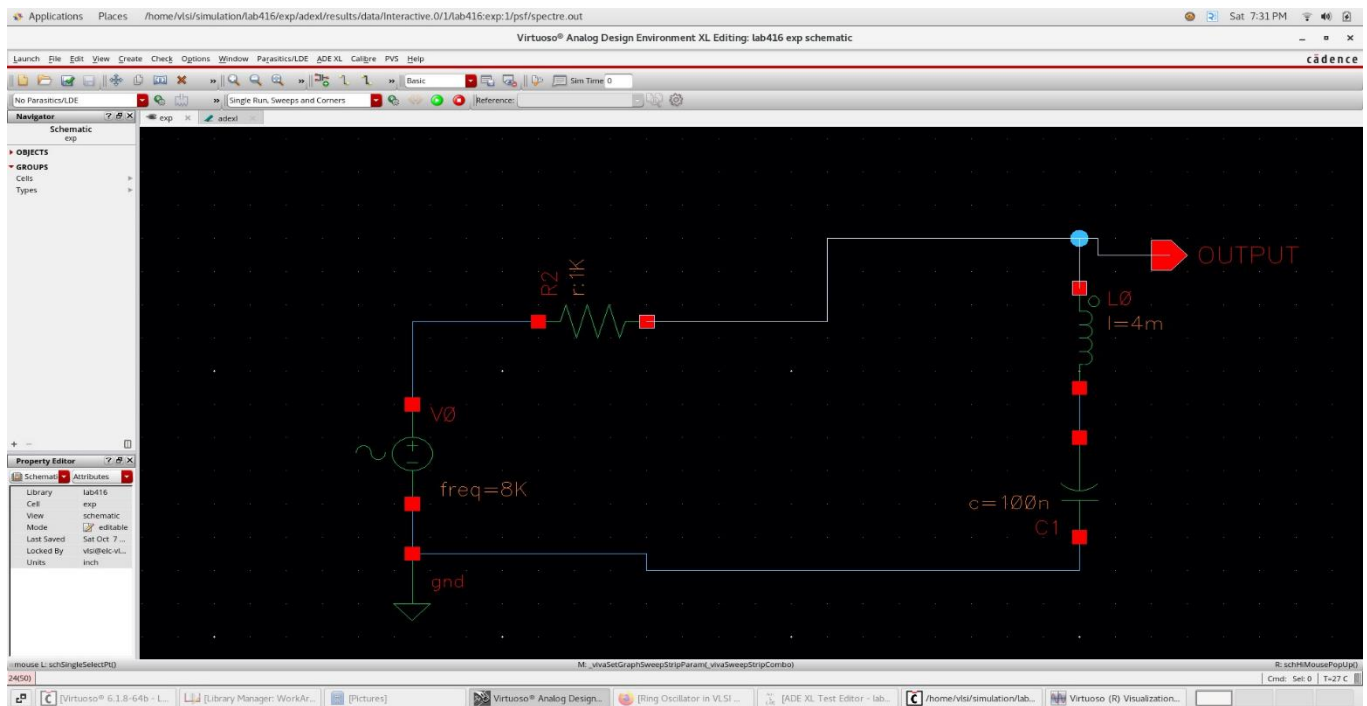 Applications Places /home/vlsi/simulation/lab416/exp/adexl/results/data/Interactive.0/1/lab416:exp:1/psf/spectre.out Sat 7:31 PM
Virtuoso® Analog Design Environment XL Editing: lab416 exp schematic
Launch File Edit View Create Check Options Window Parasitics/LDE ADE XL Calibre PVS Help cādence
» » » Basic » Sim Time 0
No Parasitics/LDE » Single Run, Sweeps and Corners Reference:
Navigator ? X exp × adexl ×
Schematic
exp
OBJECTS
GROUPS
Cells
Types
R2
r:1K
OUTPUT
L0
l=4m
V0
freq=8K
c=100n
C1
gnd
+ −
Property Editor ? X
Schemati Attributes
Library lab416
Cell exp
View schematic
Mode editable
Last Saved Sat Oct 7 ...
Locked By vlsi@elc-vl...
Units inch
mouse L: schSingleSelectPt() M: _vivaSetGraphSweepStripParam(_vivaSweepStripCombo) R: schHiMousePopUp()
24(50) Cmd: Sel: 0 T=27 C
[Virtuoso® 6.1.8-64b - L... [Library Manager: WorkAr... [Pictures] Virtuoso® Analog Design... [Ring Oscillator in VLSI ... [ADE XL Test Editor - lab... /home/vlsi/simulation/lab... Virtuoso (R) Visualization...